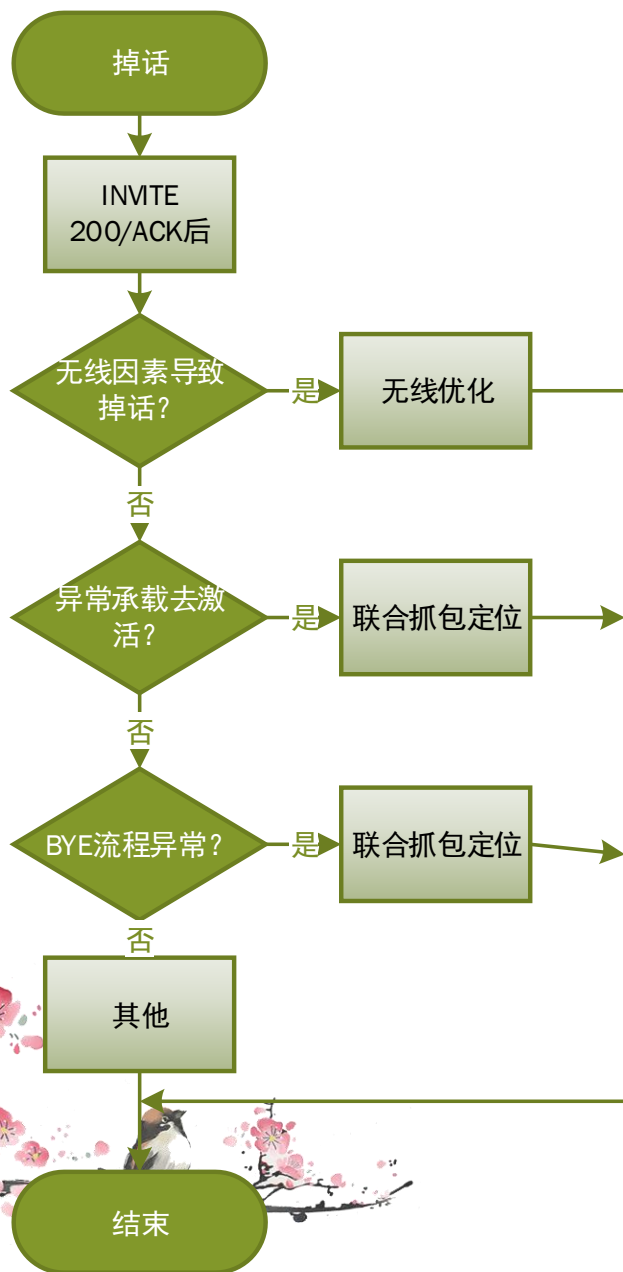 掉话
INVITE
200/ACK后
无线因素导致
掉话?
是
无线优化
否
异常承载去激
活?
是
联合抓包定位
否
BYE流程异常?
是
联合抓包定位
否
其他
结束